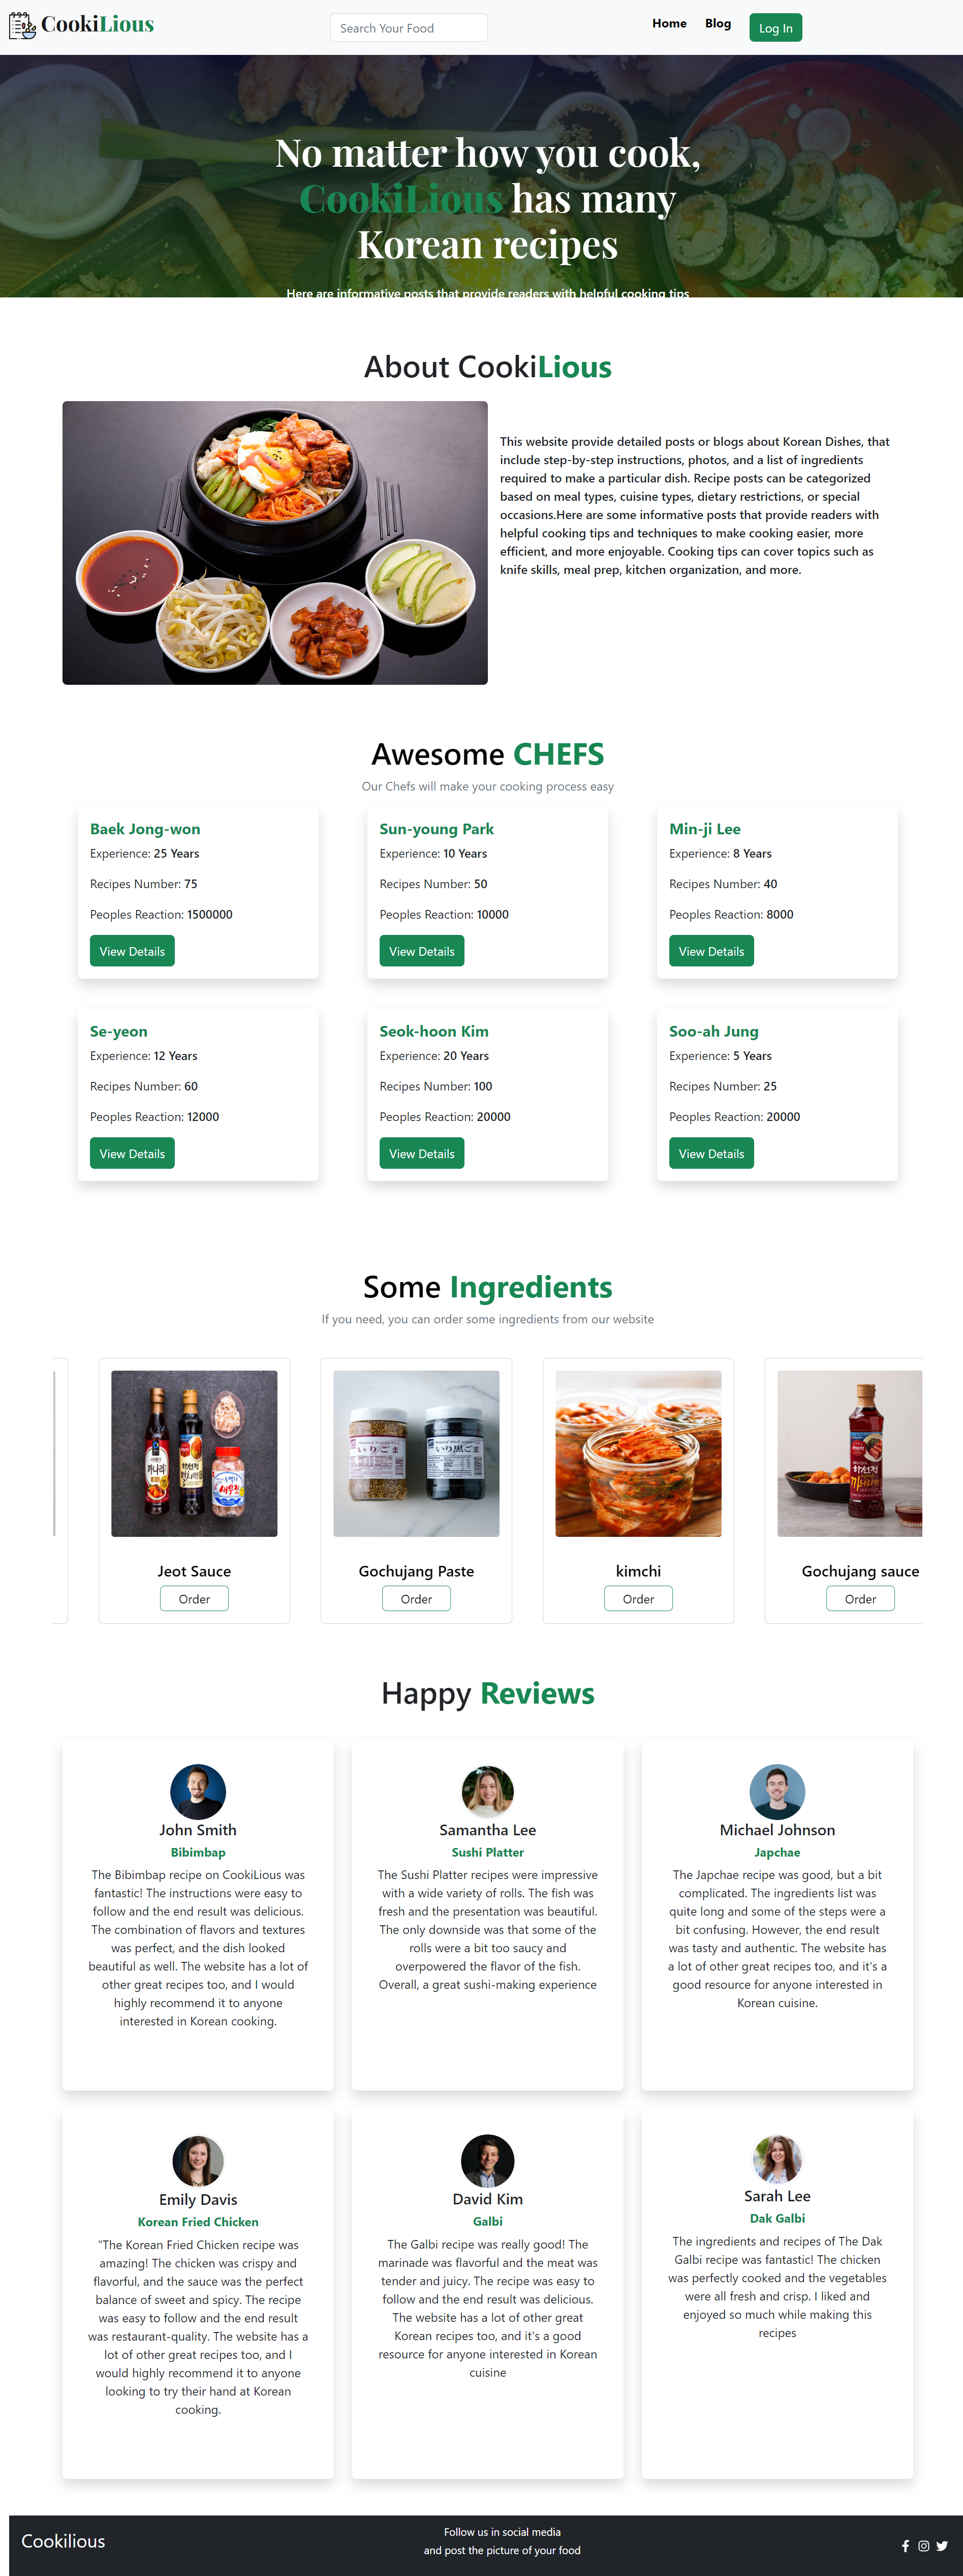 CookiLious
Search Your Food
Home
Blog
Log In
No matter how you cook,
CookiLious has many
Korean recipes
Here are informative posts that provide readers with helpful cooking tips
About CookiLious
This website provide detailed posts or blogs about Korean Dishes, that
include step-by-step instructions, photos, and a list of ingredients
required to make a particular dish. Recipe posts can be categorized
based on meal types, cuisine types, dietary restrictions, or special
occasions.Here are some informative posts that provide readers with
helpful cooking tips and techniques to make cooking easier, more
efficient, and more enjoyable. Cooking tips can cover topics such as
knife skills, meal prep, kitchen organization, and more.
Awesome CHEFS
Our Chefs will make your cooking process easy
Baek Jong-won
Experience: 25 Years
Recipes Number: 75
Peoples Reaction: 1500000
View Details
Sun-young Park
Experience: 10 Years
Recipes Number: 50
Peoples Reaction: 10000
View Details
Min-ji Lee
Experience: 8 Years
Recipes Number: 40
Peoples Reaction: 8000
View Details
Se-yeon
Experience: 12 Years
Recipes Number: 60
Peoples Reaction: 12000
View Details
Seok-hoon Kim
Experience: 20 Years
Recipes Number: 100
Peoples Reaction: 20000
View Details
Soo-ah Jung
Experience: 5 Years
Recipes Number: 25
Peoples Reaction: 20000
View Details
Some Ingredients
If you need, you can order some ingredients from our website
いりごま
いり黒ごま
Jeot Sauce
Order
Gochujang Paste
Order
kimchi
Order
Gochujang sauce
Order
Happy Reviews
John Smith
Bibimbap
The Bibimbap recipe on CookiLious was
fantastic! The instructions were easy to
follow and the end result was delicious.
The combination of flavors and textures
was perfect, and the dish looked
beautiful as well. The website has a lot of
other great recipes too, and I would
highly recommend it to anyone
interested in Korean cooking.
Samantha Lee
Sushi Platter
The Sushi Platter recipes were impressive
with a wide variety of rolls. The fish was
fresh and the presentation was beautiful.
The only downside was that some of the
rolls were a bit too saucy and
overpowered the flavor of the fish.
Overall, a great sushi-making experience
Michael Johnson
Japchae
The Japchae recipe was good, but a bit
complicated. The ingredients list was
quite long and some of the steps were a
bit confusing. However, the end result
was tasty and authentic. The website has
a lot of other great recipes too, and it's a
good resource for anyone interested in
Korean cuisine.
Emily Davis
Korean Fried Chicken
"The Korean Fried Chicken recipe was
amazing! The chicken was crispy and
flavorful, and the sauce was the perfect
balance of sweet and spicy. The recipe
was easy to follow and the end result
was restaurant-quality. The website has a
lot of other great recipes too, and I
would highly recommend it to anyone
looking to try their hand at Korean
cooking.
David Kim
Galbi
The Galbi recipe was really good! The
marinade was flavorful and the meat was
tender and juicy. The recipe was easy to
follow and the end result was delicious.
The website has a lot of other great
Korean recipes too, and it's a good
resource for anyone interested in Korean
cuisine
Sarah Lee
Dak Galbi
The ingredients and recipes of The Dak
Galbi recipe was fantastic! The chicken
was perfectly cooked and the vegetables
were all fresh and crisp. I liked and
enjoyed so much while making this
recipes
Cookilious
Follow us in social media
and post the picture of your food